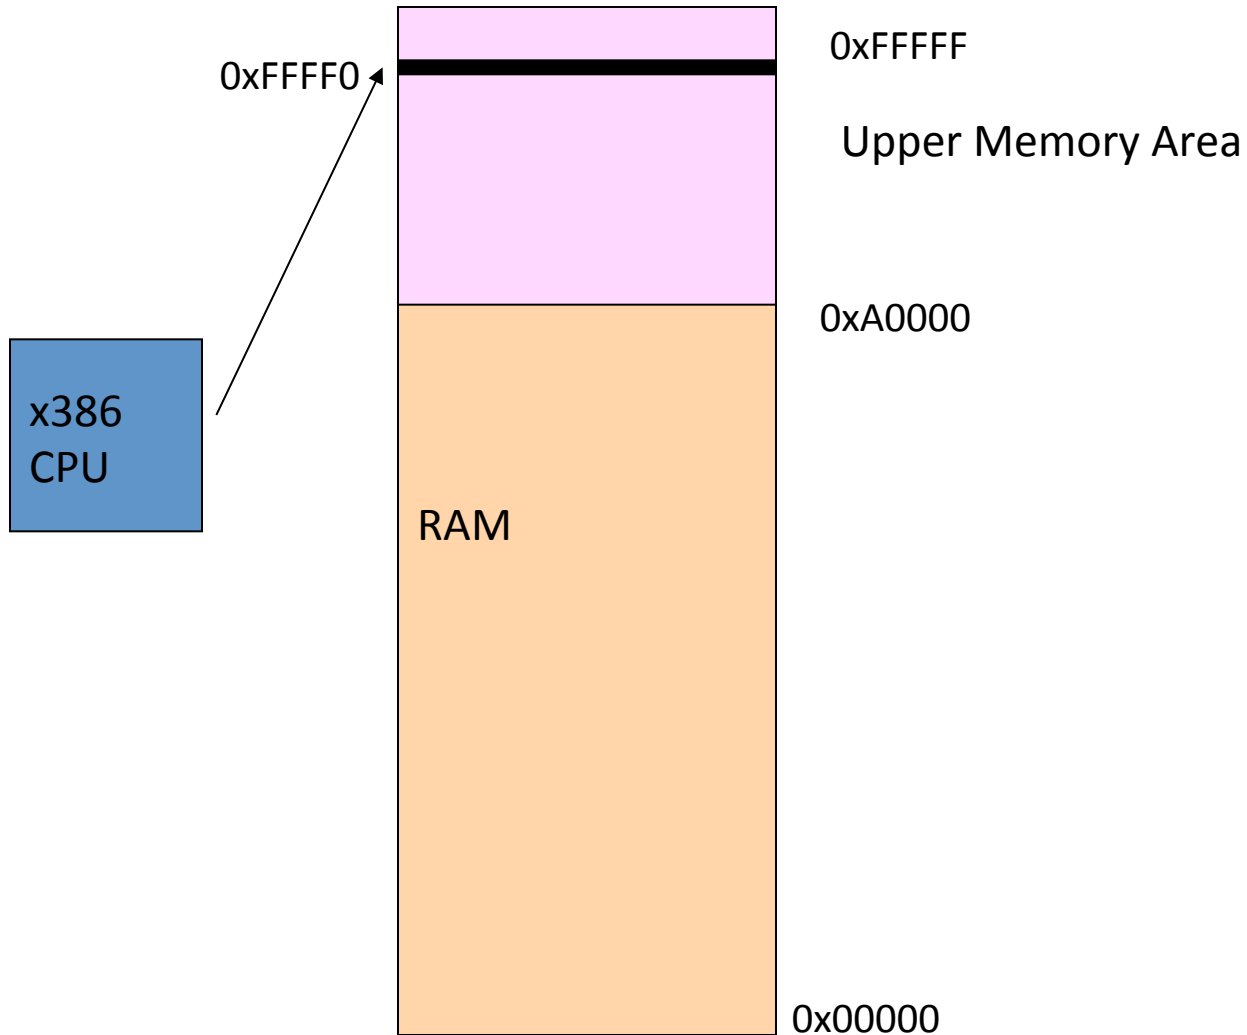 0xFFFFF
0xFFFF0
Upper Memory Area
0xA0000
x386
CPU
RAM
0x00000